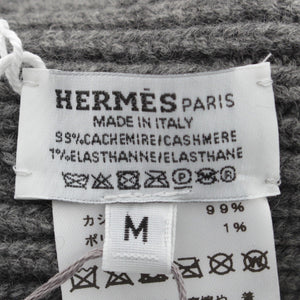 HERMÈS PARIS
MADE IN ITALY
99% CACHEMIRE/CASHMERE
1% ELASTHANNE/ELASTHANE
M
カシ
99%
ポリ
1%